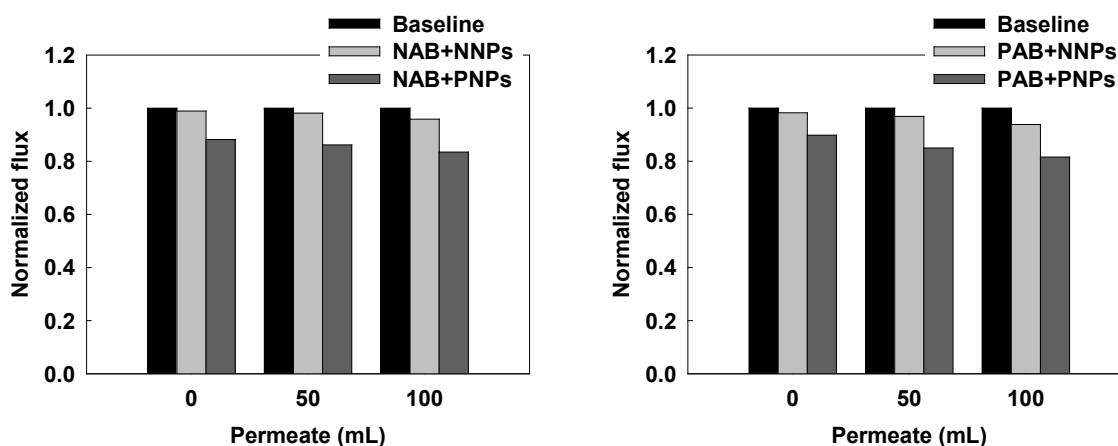 Baseline
NAB+NNPs
NAB+PNPs
1.2
1.0
0.8
0.6
0.4
0.2
0.0
Normalized flux
0 50 100
Permeate (mL)
Baseline
PAB+NNPs
PAB+PNPs
1.2
1.0
0.8
0.6
0.4
0.2
0.0
Normalized flux
0 50 100
Permeate (mL)